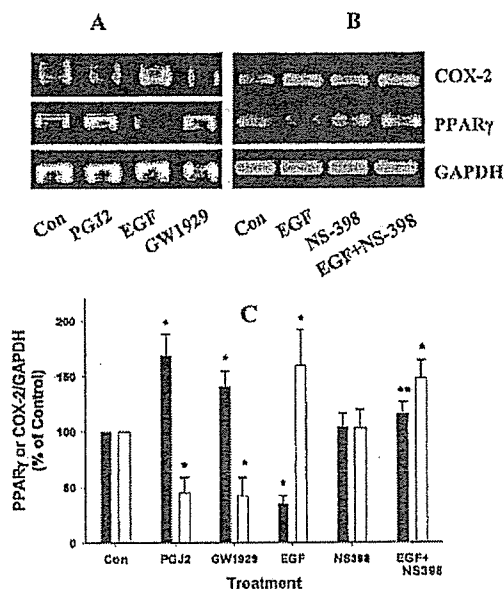 A B
COX-2
PPARγ
GAPDH
Con PGJ2 EGF GW1929 Con EGF NS-398 EGF+NS-398
C
200
150
100
50
0
PPARγ or COX-2/GAPDH
(% of Control)
* * * * * * ** *
Con PGJ2 GW1929 EGF NS398 EGF+
NS398
Treatment